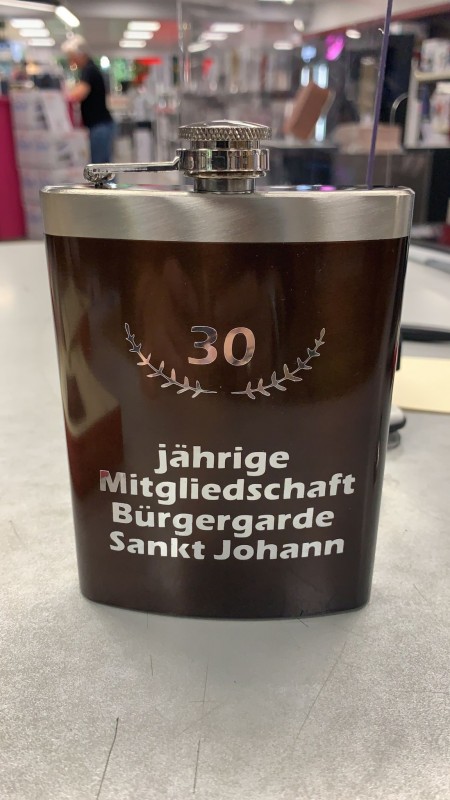 30
jährige
Mitgliedschaft
Bürgergarde
Sankt Johann